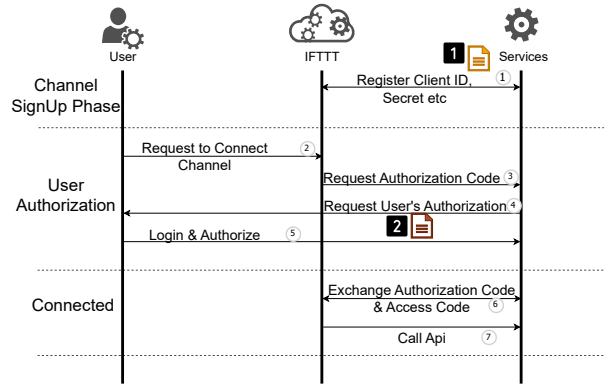 User
IFTTT
Services
1
Channel
SignUp Phase
Register Client ID,
1
Secret etc
Request to Connect
2
Channel
Request Authorization Code
3
User
Authorization
Request User's Authorization
4
Login & Authorize
5
2
Connected
Exchange Authorization Code
& Access Code
6
Call Api
7